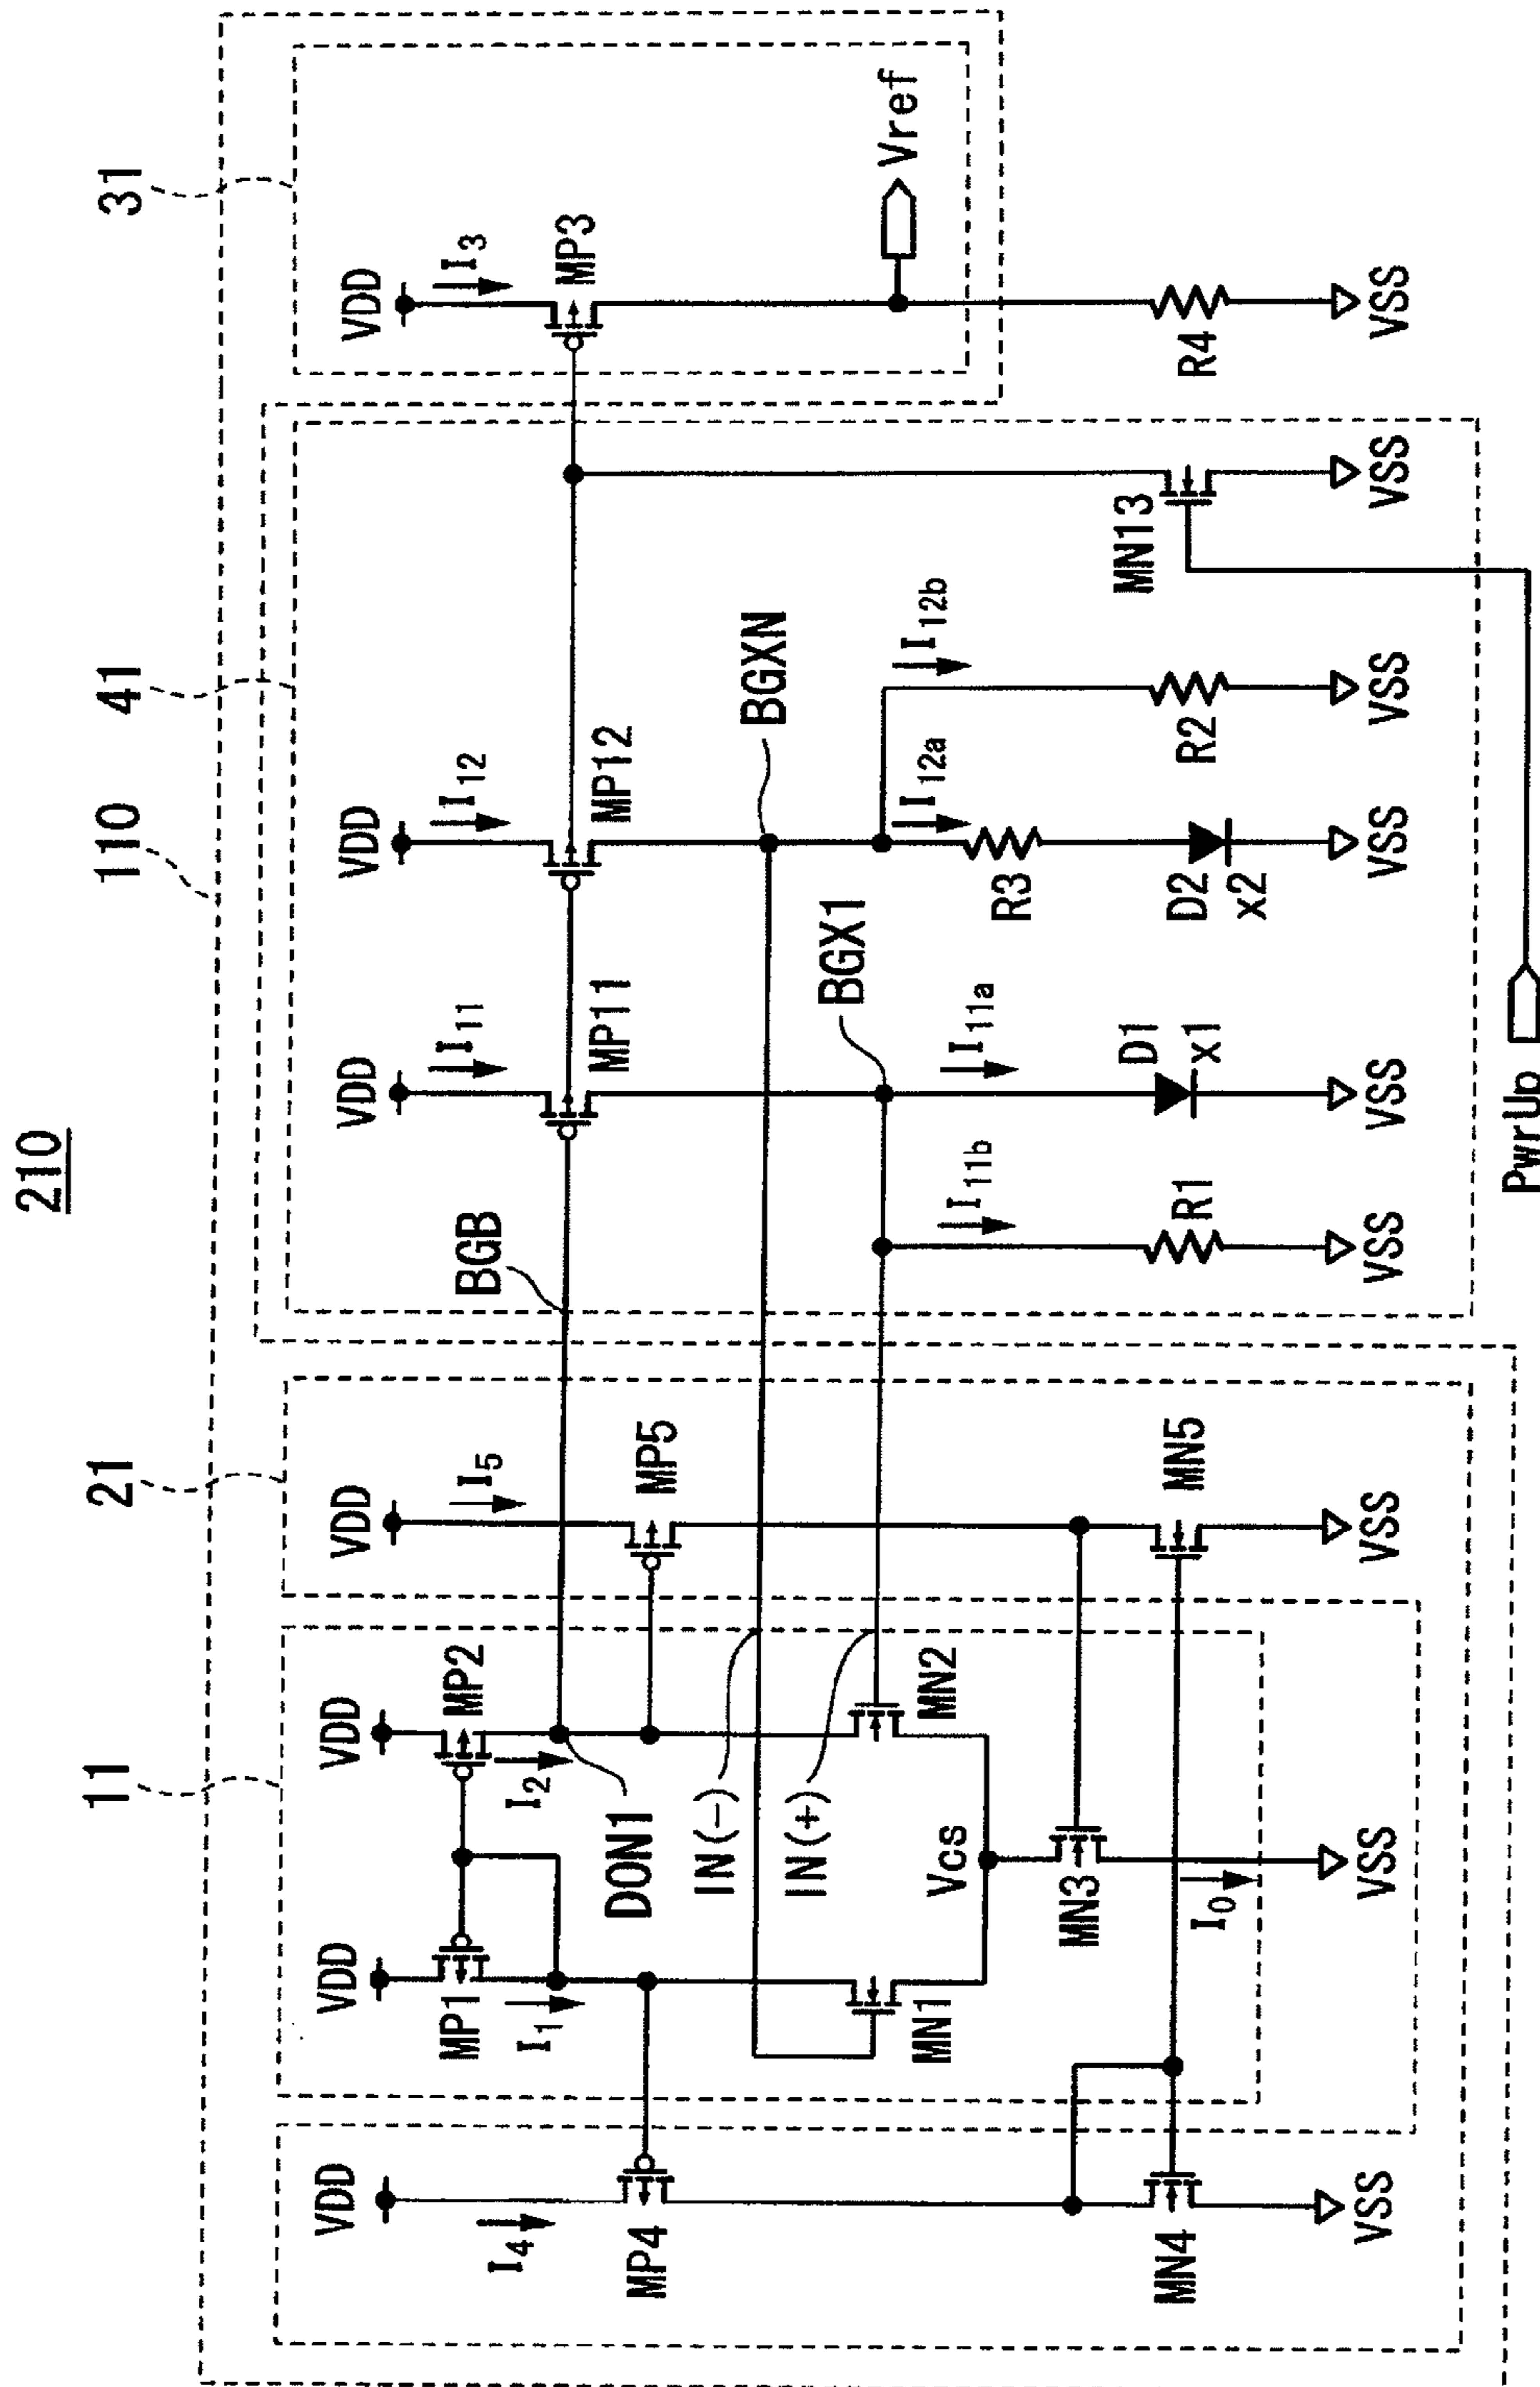 210
110
11
21
41
31
VDD
I4
MP4
MN4
VSS
VDD
MP1
I1
MN1
VDD
MP2
I2
DON1
IN(-)
IN(+)
MN2
Vcs
MN3
I0
VSS
VDD
I5
MP5
MN5
VSS
BGB
VDD
I11
MP11
BGX1
I11b
R1
VSS
I11a
D1
x1
VSS
VDD
I12
MP12
BGXN
I12a
R3
D2
x2
VSS
I12b
R2
VSS
MN13
VSS
PwrUp
VDD
I3
MP3
Vref
R4
VSS